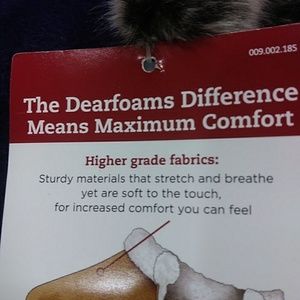 009.002.185
The Dearfoams Difference
Means Maximum Comfort
Higher grade fabrics:
Sturdy materials that stretch and breathe
yet are soft to the touch,
for increased comfort you can feel